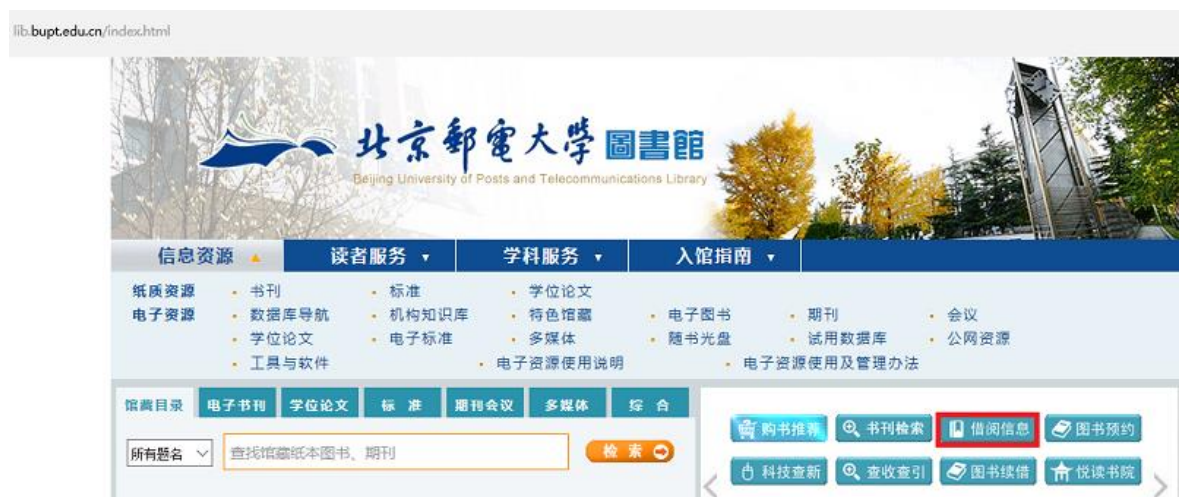 lib.bupt.edu.cn/index.html
北京郵電大學 圖書館
Beijing University of Posts and Telecommunications Library
信息资源 ▲ 读者服务 ▼ 学科服务 ▼ 入馆指南 ▼
纸质资源 · 书刊 · 标准 · 学位论文
电子资源 · 数据库导航 · 机构知识库 · 特色馆藏 · 电子图书 · 期刊 · 会议
· 学位论文 · 电子标准 · 多媒体 · 随书光盘 · 试用数据库 · 公网资源
· 工具与软件 · 电子资源使用说明 · 电子资源使用及管理办法
馆藏目录 电子书刊 学位论文 标 准 期刊会议 多媒体 综 合
购书推荐 书刊检索 借阅信息 图书预约
所有题名 查找馆藏纸本图书、期刊 检 索
科技查新 查收查引 图书续借 悦读书院